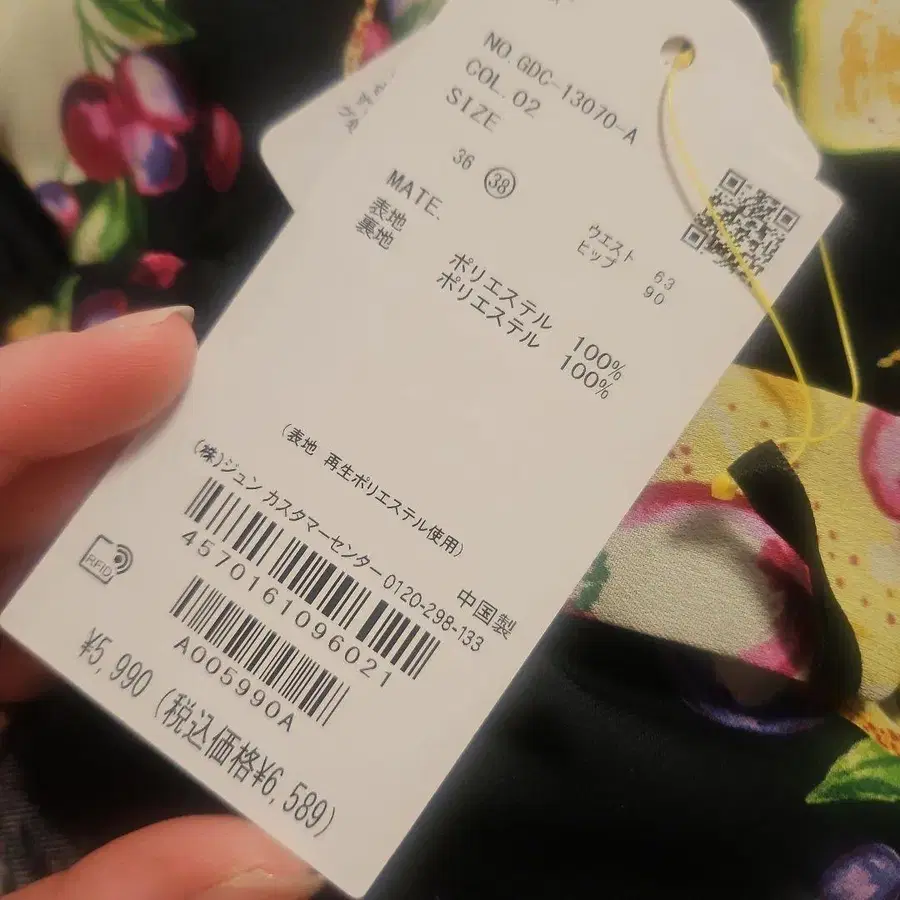 NO.GDC-13070-A
COL.02
SIZE
36 38
ウエスト 63
ヒップ 90
MATE.
表地 ポリエステル 100%
裏地 ポリエステル 100%
(表地 再生ポリエステル使用)
中国製
(株)ジュン カスタマーセンター 0120-298-133
4570161096021
RFID
A005990A
¥5,990 (税込価格¥6,589)